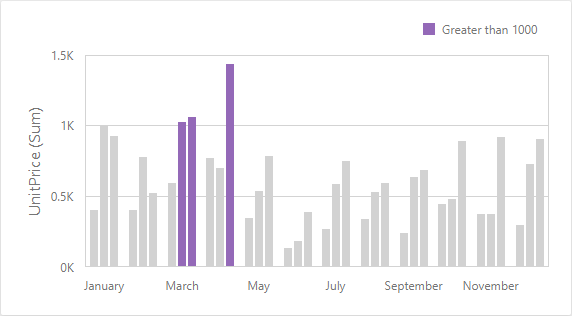 Greater than 1000
1.5K
1K
0.5K
0K
UnitPrice (Sum)
January March May July September November